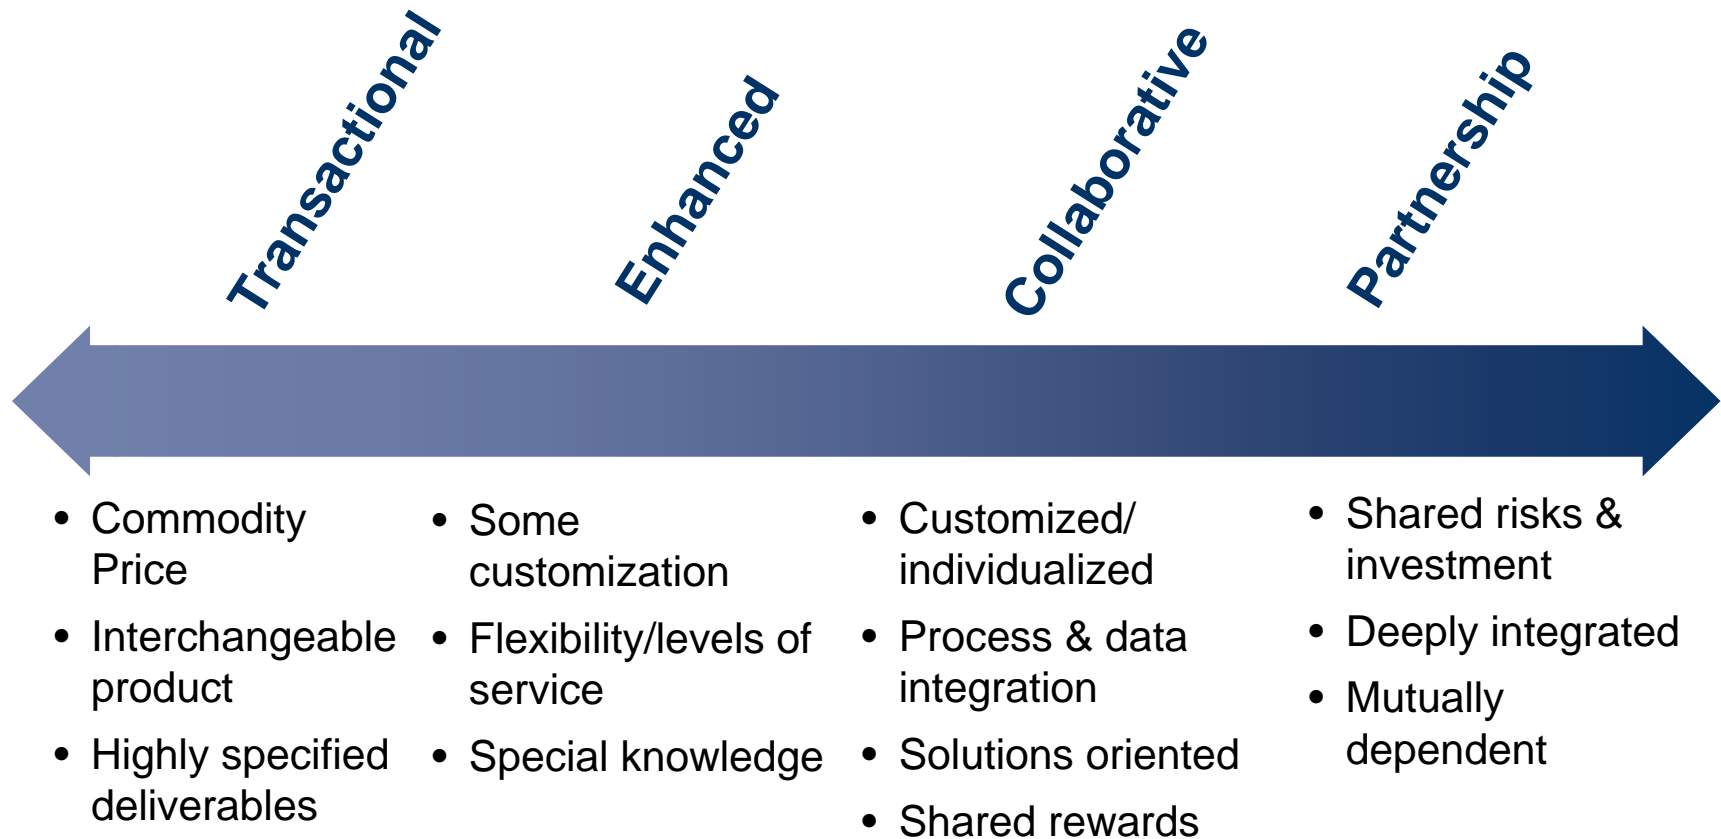 Transactional
Enhanced
Collaborative
Partnership
• Commodity
Price
• Interchangeable
product
• Highly specified
deliverables
• Some
customization
• Flexibility/levels of
service
• Special knowledge
• Customized/
individualized
• Process & data
integration
• Solutions oriented
• Shared rewards
• Shared risks &
investment
• Deeply integrated
• Mutually
dependent